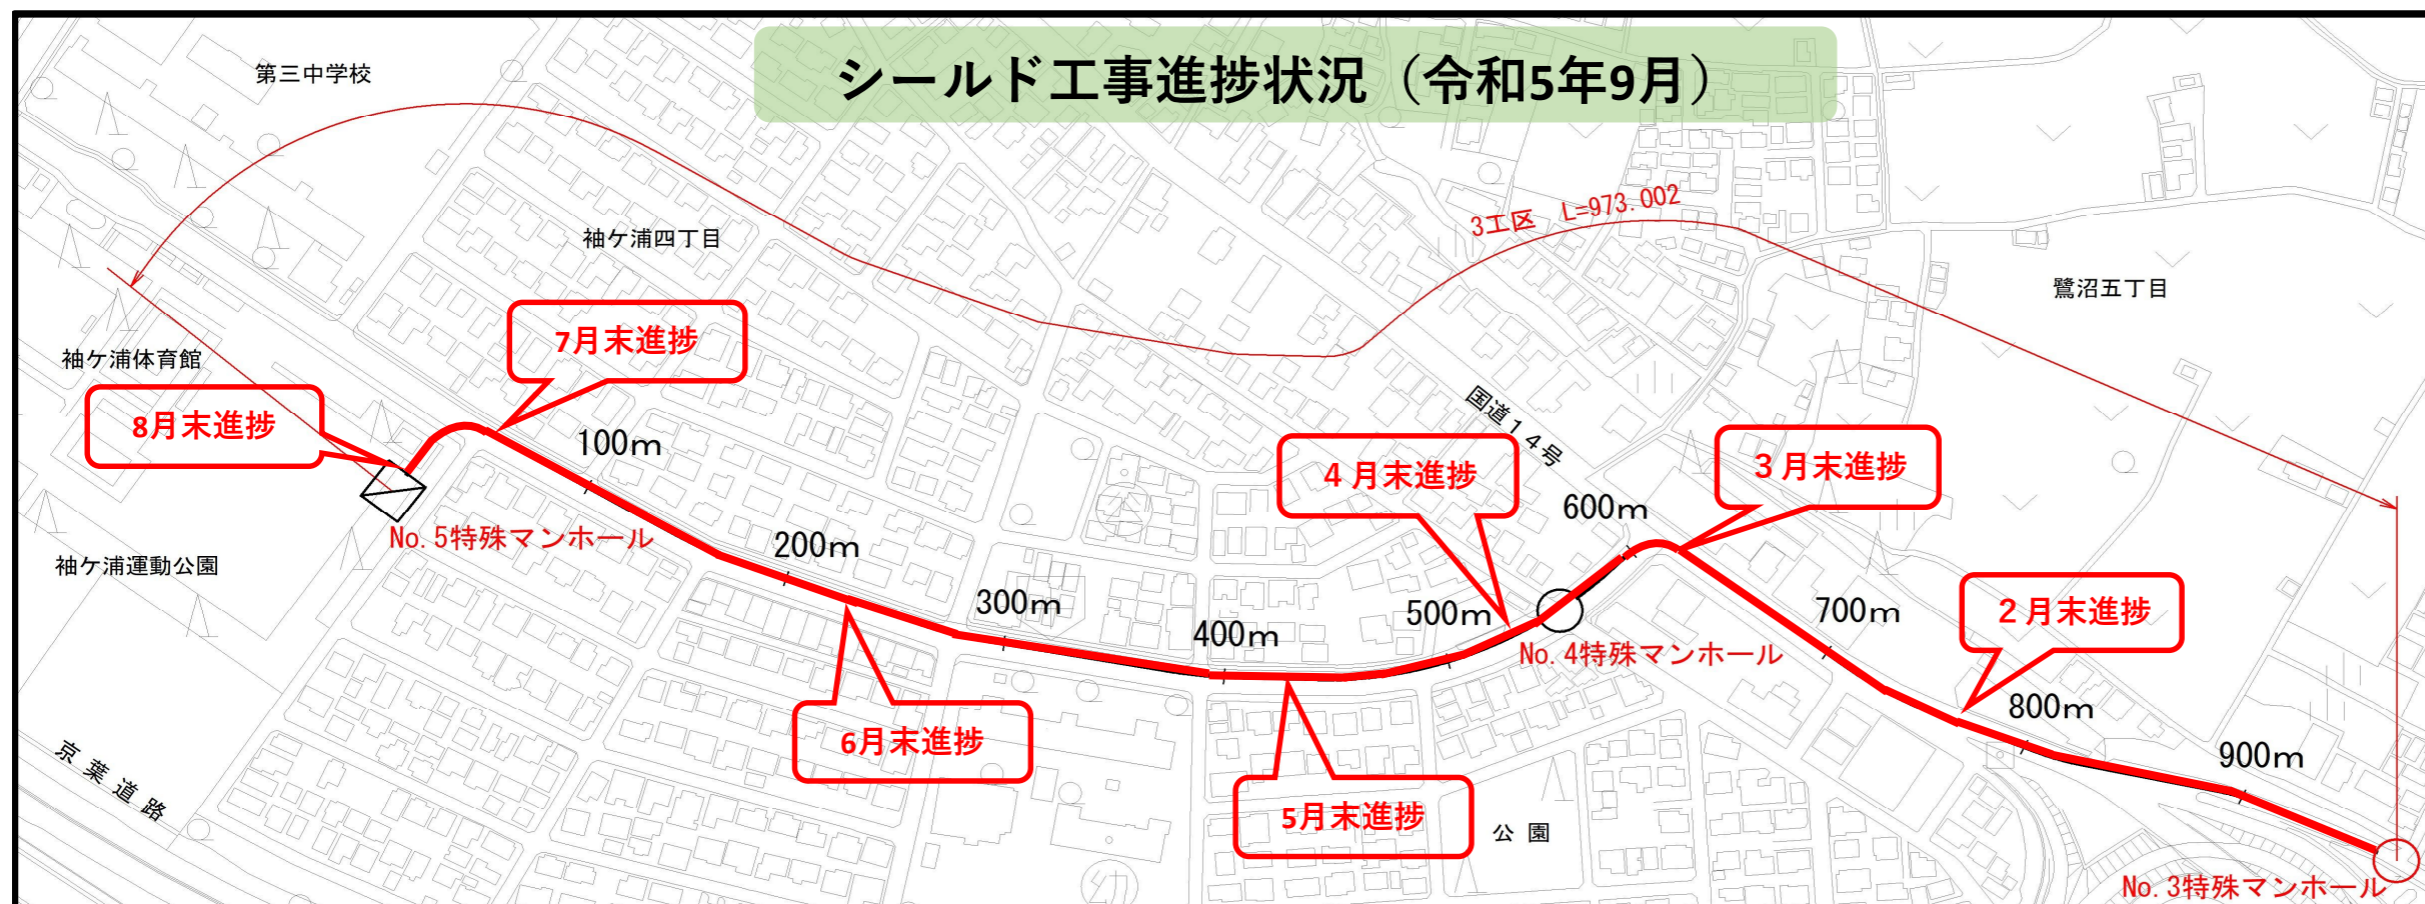 シールド工事進捗状況（令和5年9月）
第三中学校
袖ケ浦四丁目
3工区 L=973.002
鷺沼五丁目
袖ケ浦体育館
7月末進捗
8月末進捗
100m
国道14号
4月末進捗
3月末進捗
600m
No.5特殊マンホール
200m
袖ケ浦運動公園
300m
400m
500m
700m
2月末進捗
No.4特殊マンホール
800m
6月末進捗
900m
京葉道路
5月末進捗
公園
幼
No.3特殊マンホール